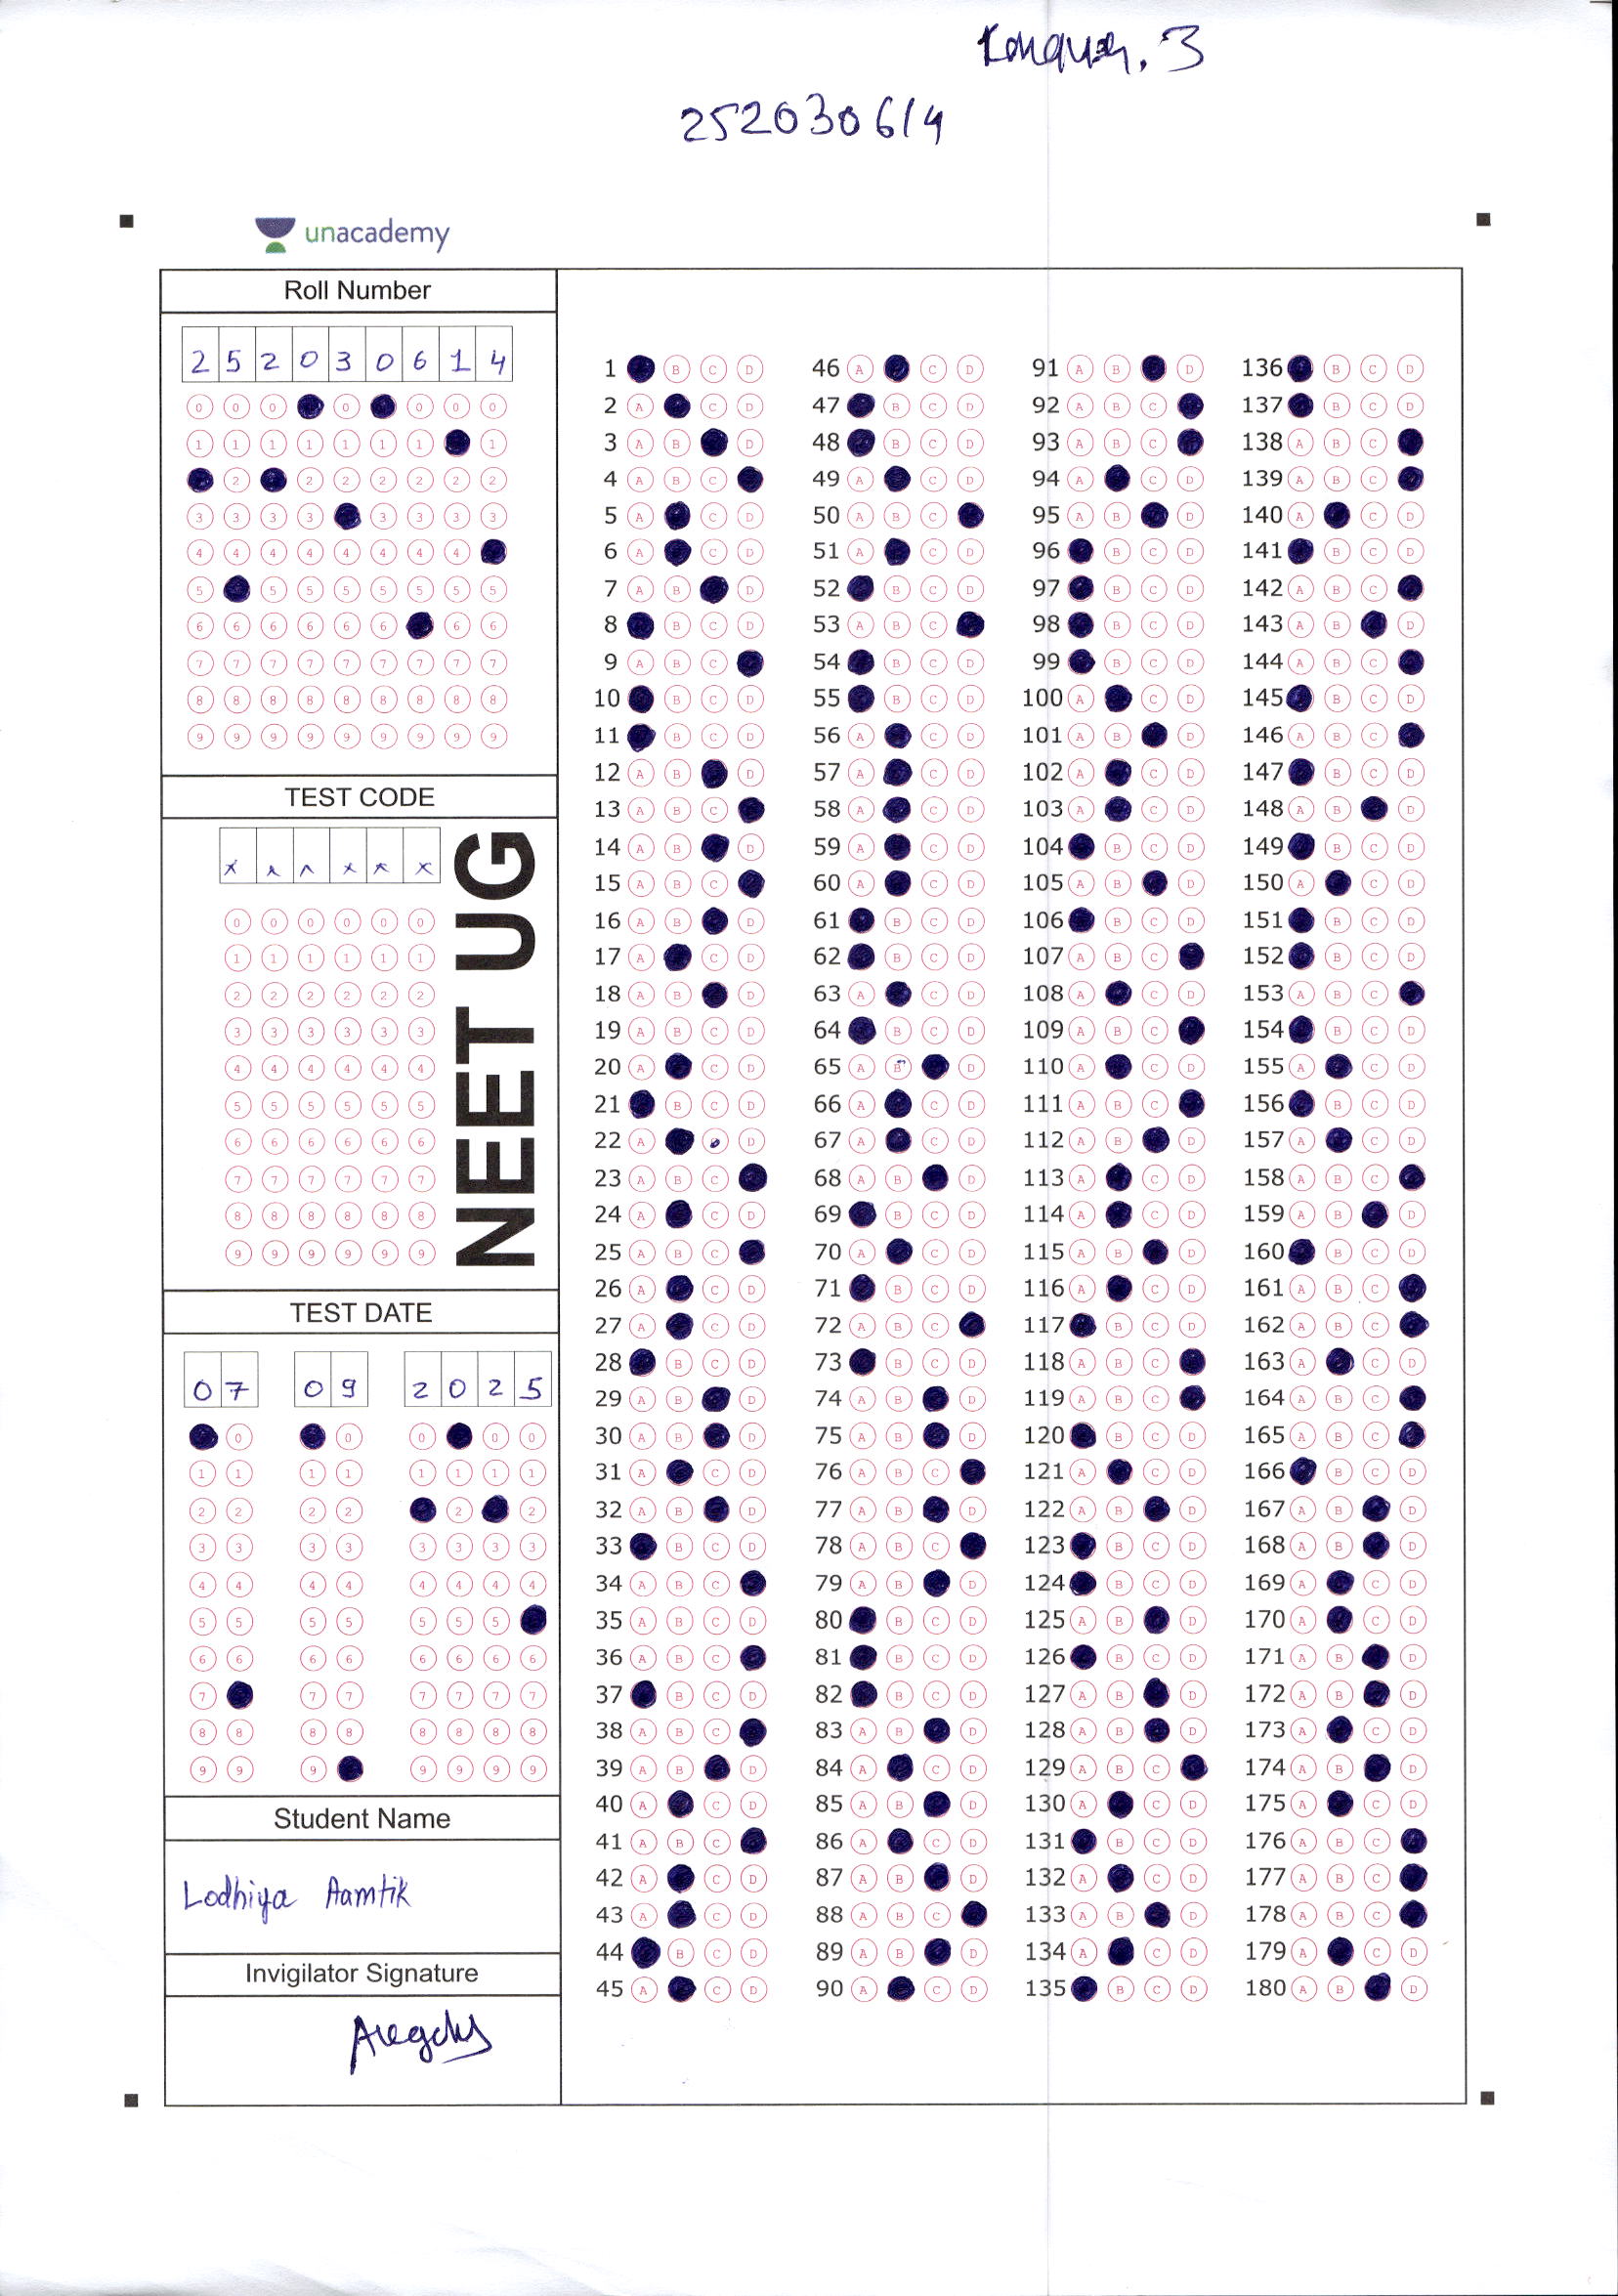 Conquer. 3
252030614
unacademy
Roll Number
2 5 2 0 3 0 6 1 4
TEST CODE
x x x x x x
NEET UG
TEST DATE
07 09 2025
Student Name
Lodhiya Aamtik
Invigilator Signature
1 B C D
2 A C D
3 A B D
4 A B C
5 A C D
6 A C D
7 A B D
8 B C D
9 A B C
10 B C D
11 B C D
12 A B D
13 A B C
14 A B D
15 A B C
16 A B D
17 A C D
18 A B D
19 A B C D
20 A C D
21 B C D
22 A D
23 A B C
24 A C D
25 A B C
26 A C D
27 A C D
28 B C D
29 A B D
30 A B D
31 A C D
32 A B D
33 B C D
34 A B C
35 A B C D
36 A B C
37 B C D
38 A B C
39 A B D
40 A C D
41 A B C
42 A C D
43 A C D
44 B C D
45 A C D
46 A C D
47 B C D
48 B C D
49 A C D
50 A B C
51 A C D
52 B C D
53 A B C
54 B C D
55 B C D
56 A C D
57 A C D
58 A C D
59 A C D
60 A C D
61 B C D
62 B C D
63 A C D
64 B C D
65 A B D
66 A C D
67 A C D
68 A B D
69 B C D
70 A C D
71 B C D
72 A B C
73 B C D
74 A B D
75 A B D
76 A B C
77 A B D
78 A B C
79 A B D
80 B C D
81 B C D
82 B C D
83 A B D
84 A C D
85 A B D
86 A C D
87 A B D
88 A B C
89 A B D
90 A C D
91 A B D
92 A B C
93 A B C
94 A C D
95 A B D
96 B C D
97 B C D
98 B C D
99 B C D
100 A C D
101 A B D
102 A C D
103 A C D
104 B C D
105 A B D
106 B C D
107 A B C
108 A C D
109 A B C
110 A C D
111 A B C
112 A B D
113 A C D
114 A C D
115 A B D
116 A C D
117 B C D
118 A B C
119 A B C
120 B C D
121 A C D
122 A B D
123 B C D
124 B C D
125 A B D
126 B C D
127 A B D
128 A B D
129 A B C
130 A C D
131 B C D
132 A C D
133 A B D
134 A C D
135 B C D
136 B C D
137 B C D
138 A B C
139 A B C
140 A C D
141 B C D
142 A B C
143 A B D
144 A B C
145 B C D
146 A B C
147 B C D
148 A B D
149 B C D
150 A C D
151 B C D
152 B C D
153 A B C
154 B C D
155 A C D
156 B C D
157 A C D
158 A B C
159 A B D
160 B C D
161 A B C
162 A B C
163 A C D
164 A B C
165 A B C
166 B C D
167 A B D
168 A B D
169 A C D
170 A C D
171 A B D
172 A B D
173 A C D
174 A B D
175 A C D
176 A B C
177 A B C
178 A B C
179 A C D
180 A B D